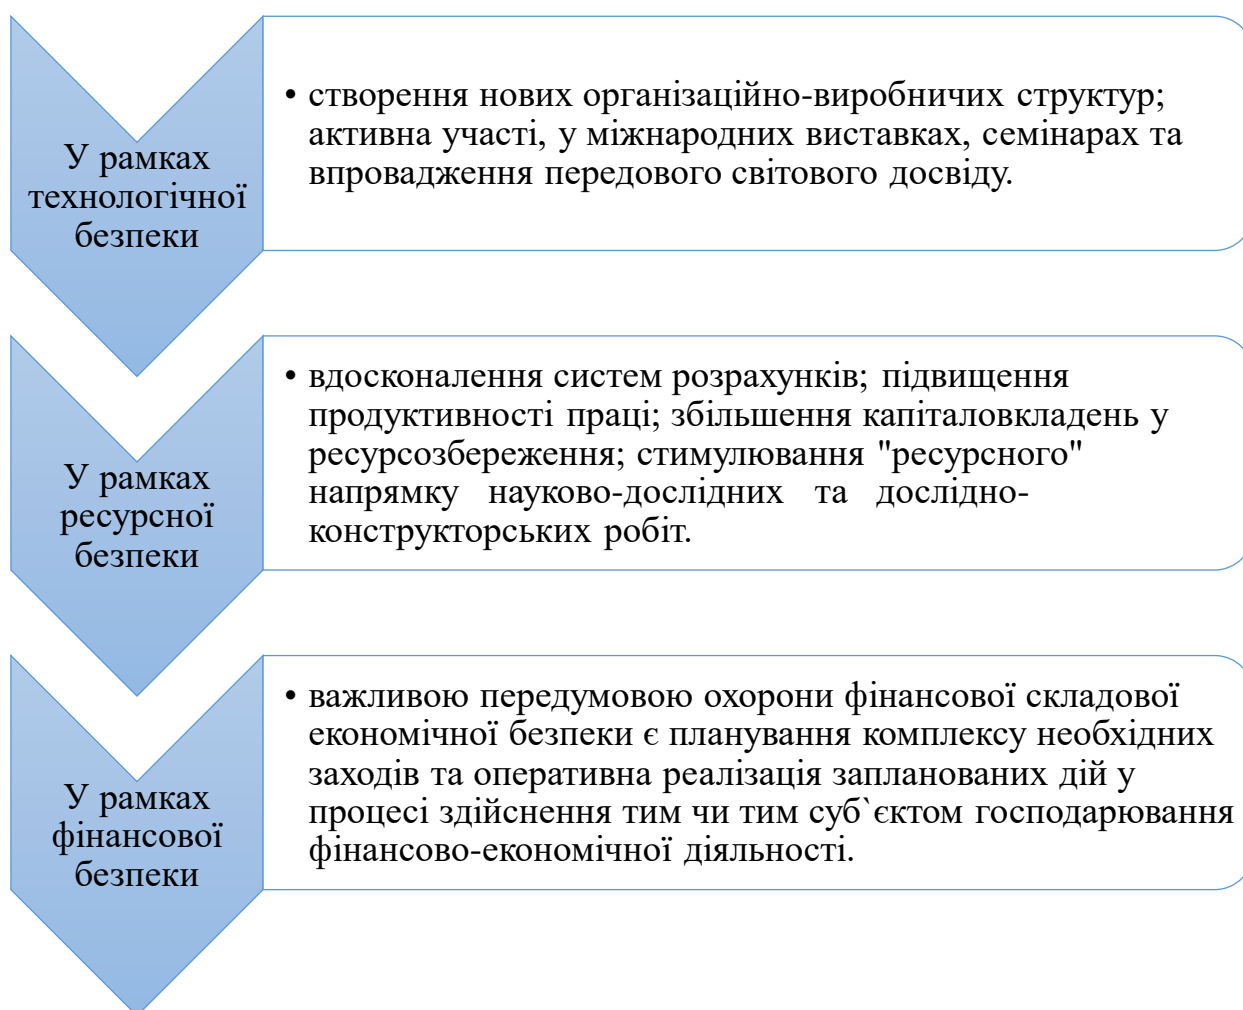 У рамках
технологічної
безпеки
• створення нових організаційно-виробничих структур;
активна участі, у міжнародних виставках, семінарах та
впровадження передового світового досвіду.
У рамках
ресурсної
безпеки
• вдосконалення систем розрахунків; підвищення
продуктивності праці; збільшення капіталовкладень у
ресурсозбереження; стимулювання "ресурсного"
напрямку науково-дослідних та дослідно-
конструкторських робіт.
У рамках
фінансової
безпеки
• важливою передумовою охорони фінансової складової
економічної безпеки є планування комплексу необхідних
заходів та оперативна реалізація запланованих дій у
процесі здійснення тим чи тим суб`єктом господарювання
фінансово-економічної діяльності.